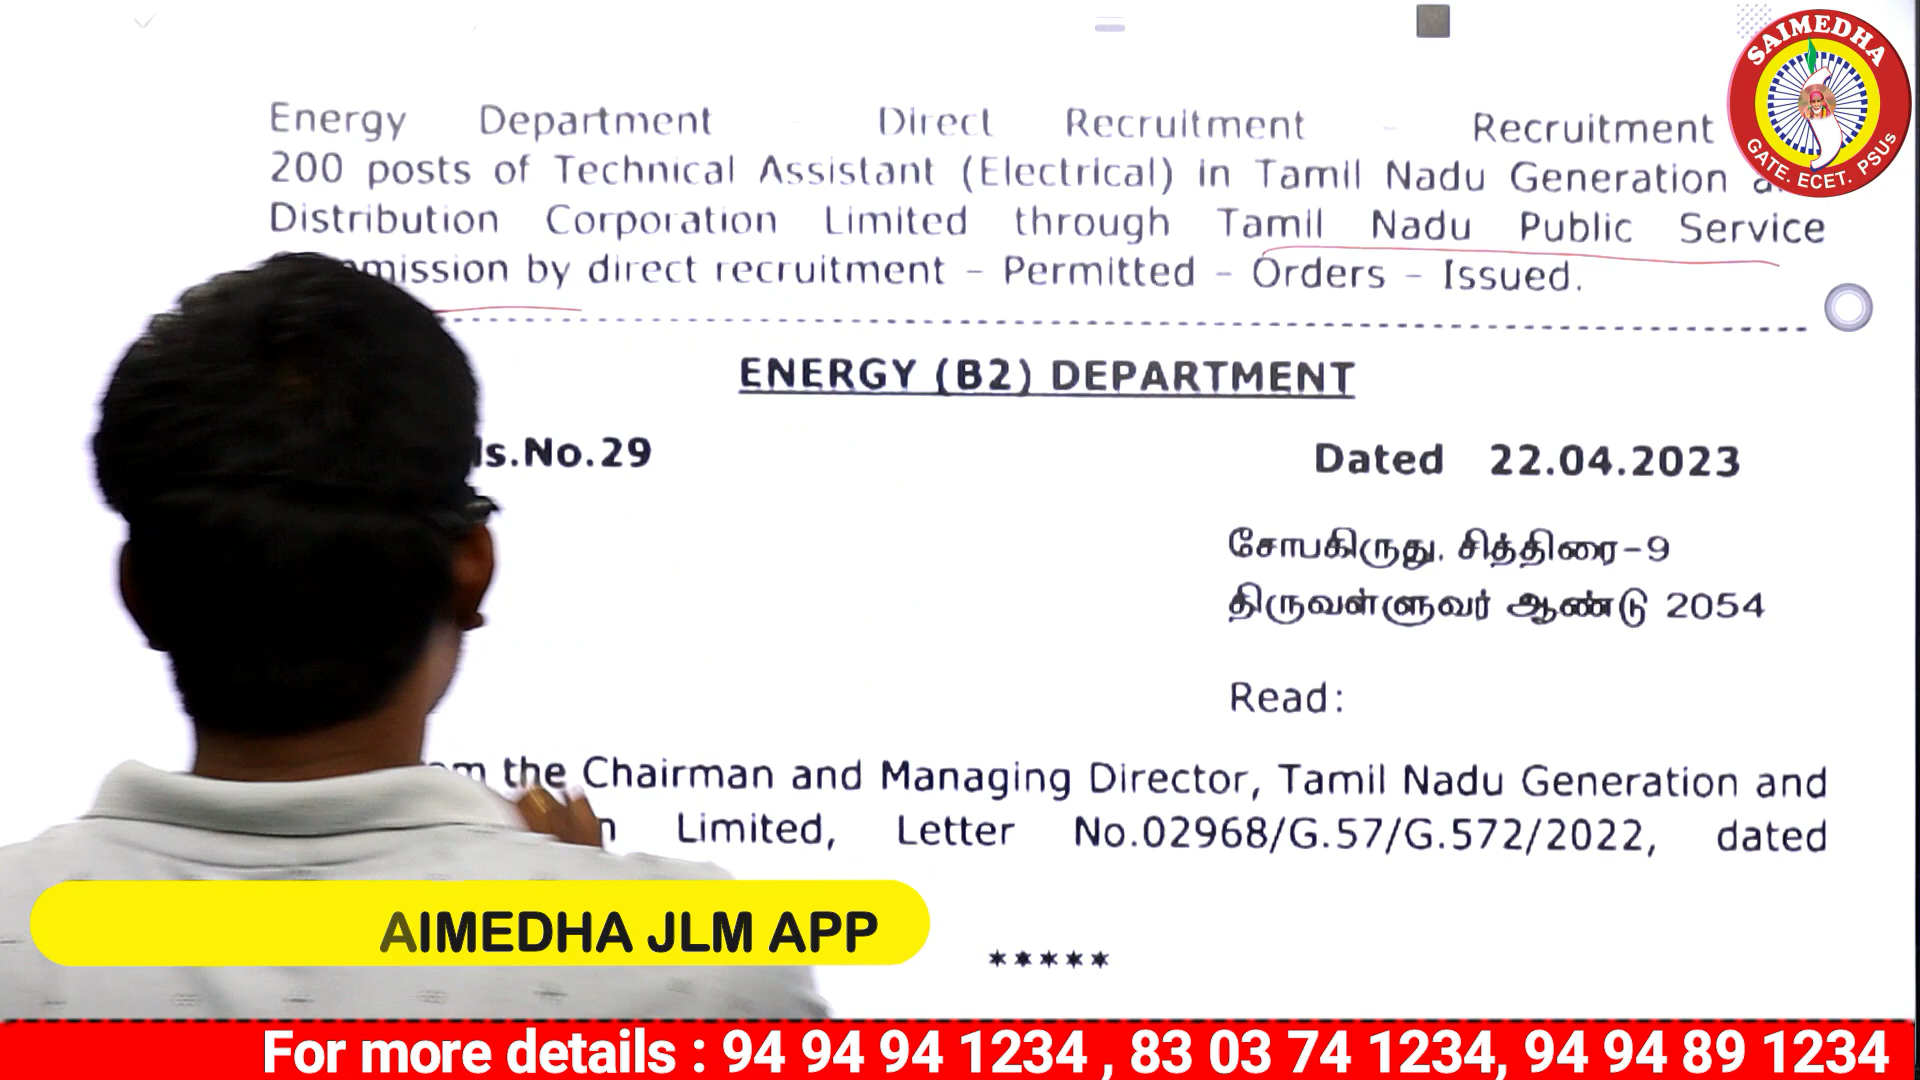 Energy Department - Direct Recruitment - Recruitment
200 posts of Technical Assistant (Electrical) in Tamil Nadu Generation
Distribution Corporation Limited through Tamil Nadu Public Service
mission by direct recruitment - Permitted - Orders - Issued.
ENERGY (B2) DEPARTMENT
s.No.29 Dated 22.04.2023
சோபகிருது, சித்திரை-9
திருவள்ளுவர் ஆண்டு 2054
Read:
the Chairman and Managing Director, Tamil Nadu Generation and
Limited, Letter No.02968/G.57/G.572/2022, dated
*****
SAIMEDHA
GATE. ECET. PSUs
AIMEDHA JLM APP
For more details : 94 94 94 1234 , 83 03 74 1234, 94 94 89 1234